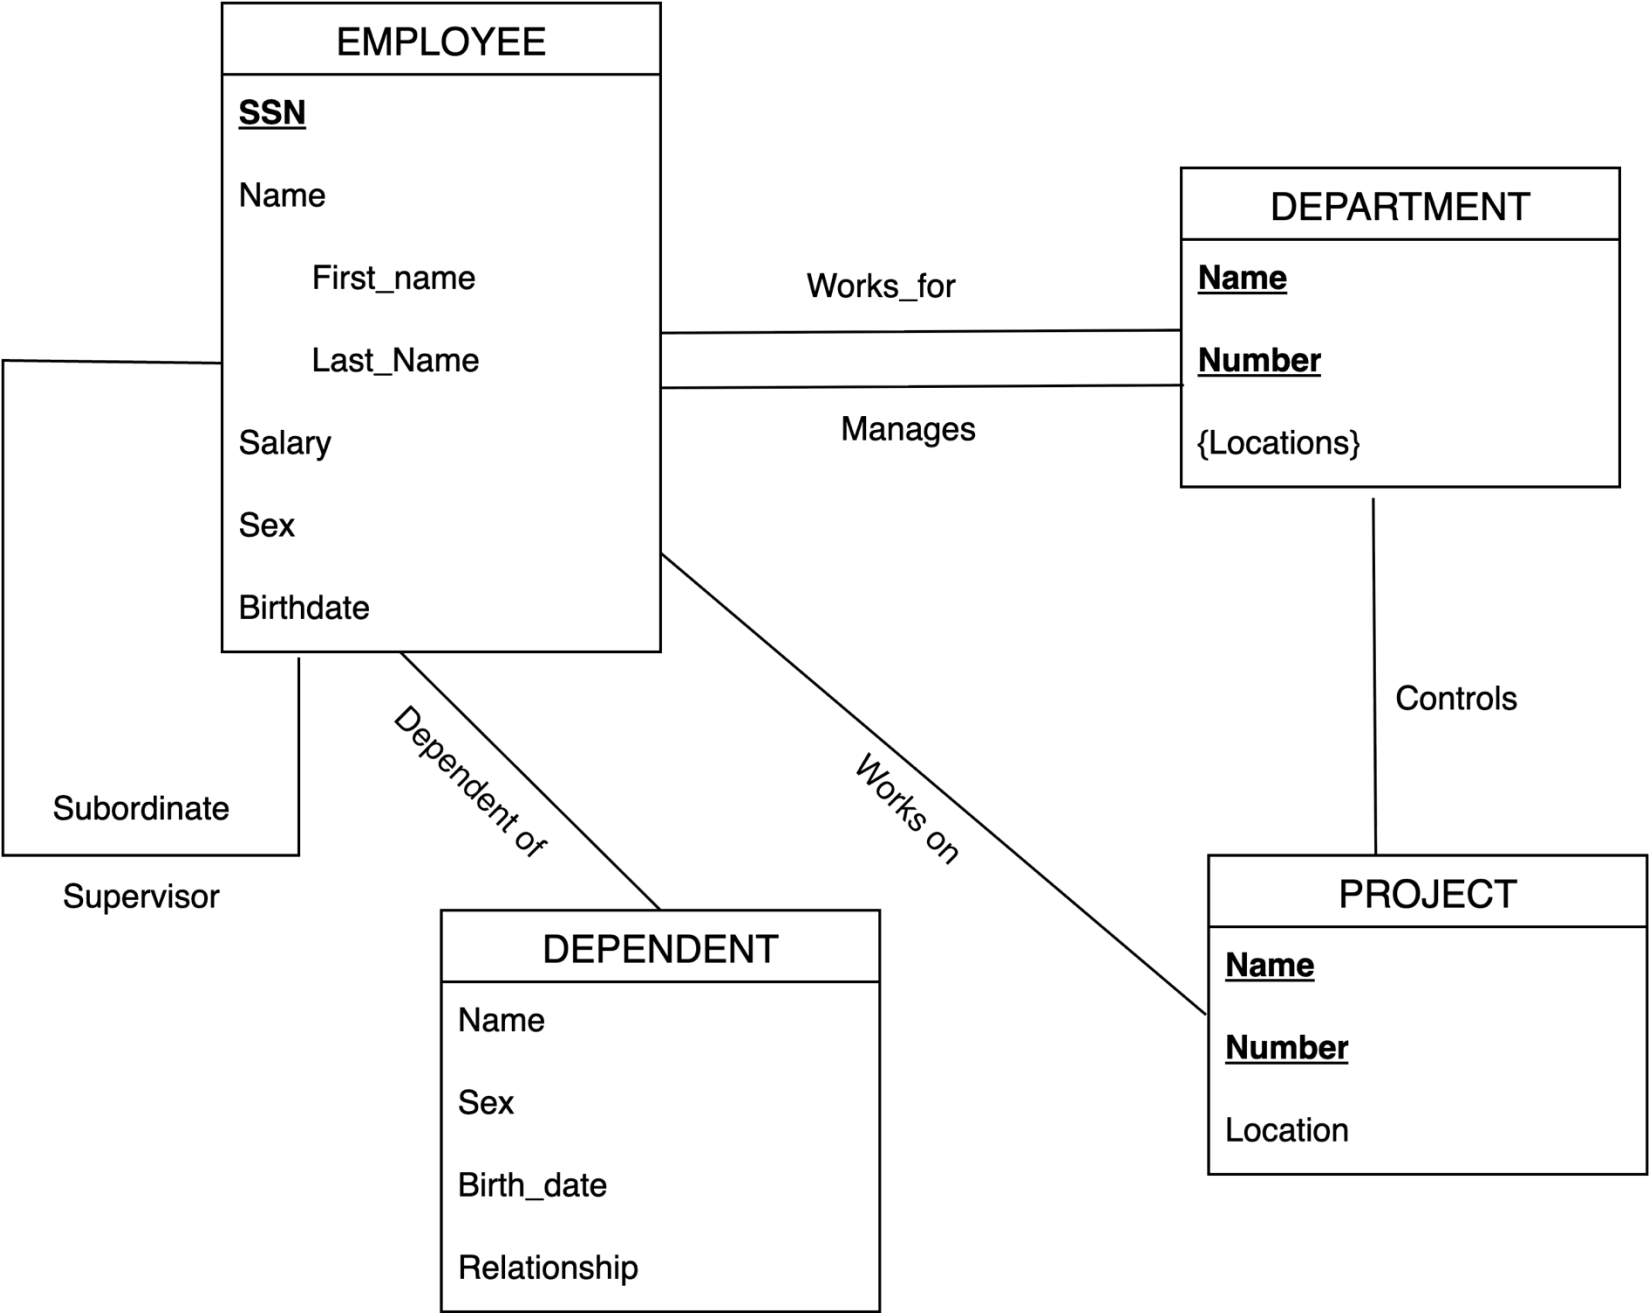 EMPLOYEE
SSN
Name
First_name
Last_Name
Salary
Sex
Birthdate
Works_for
Manages
DEPARTMENT
Name
Number
{Locations}
Subordinate
Supervisor
Dependent of
Works on
Controls
DEPENDENT
Name
Sex
Birth_date
Relationship
PROJECT
Name
Number
Location